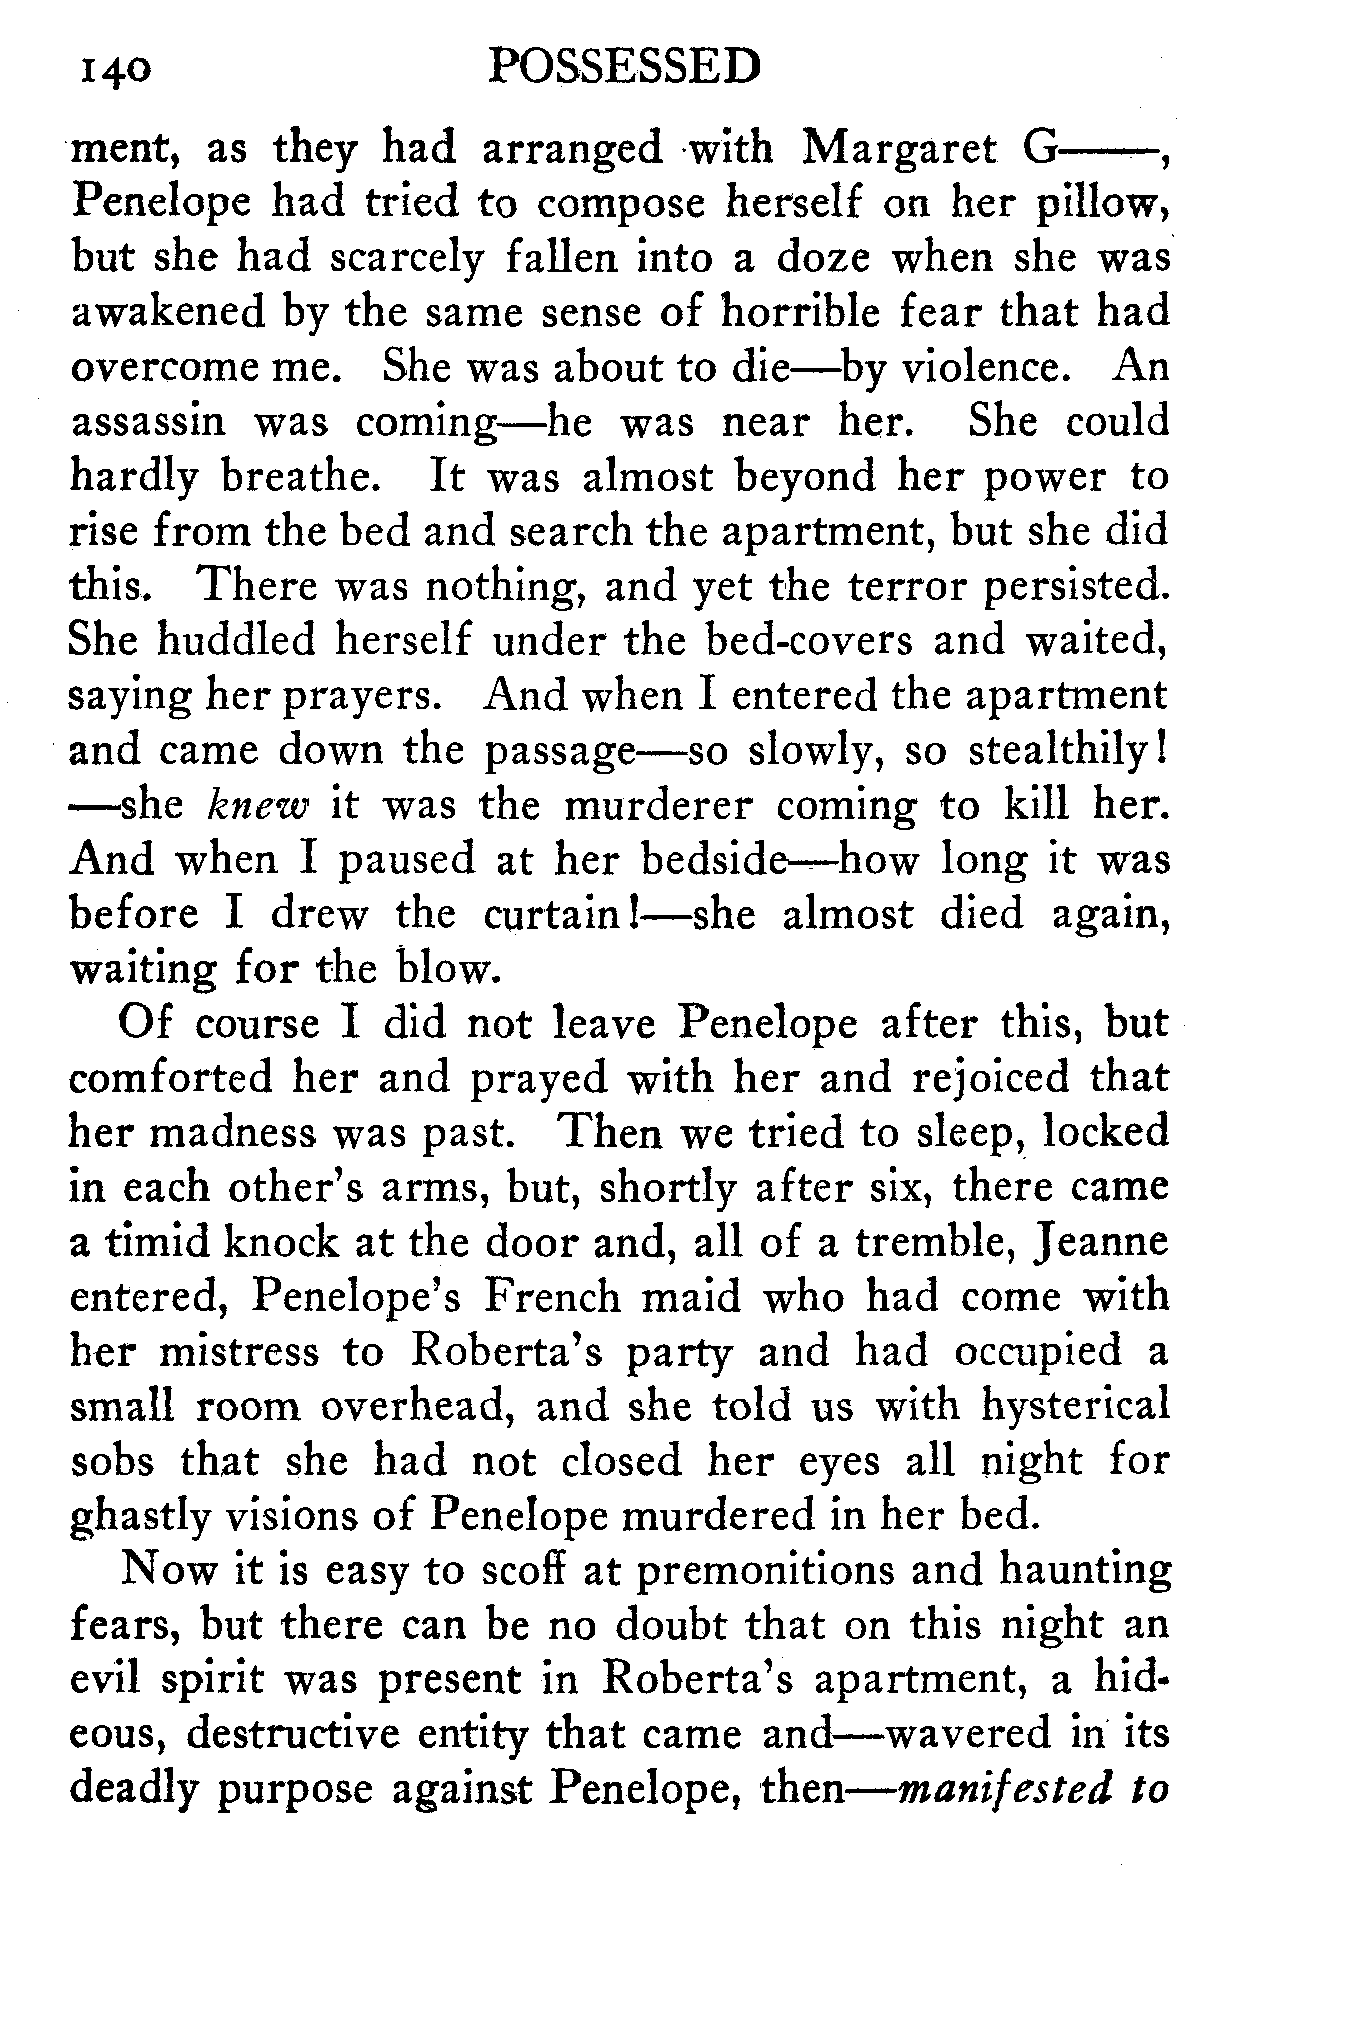 140 POSSESSED
ment, as they had arranged with Margaret G——,
Penelope had tried to compose herself on her pillow,
but she had scarcely fallen into a doze when she was
awakened by the same sense of horrible fear that had
overcome me. She was about to die—by violence. An
assassin was coming—he was near her. She could
hardly breathe. It was almost beyond her power to
rise from the bed and search the apartment, but she did
this. There was nothing, and yet the terror persisted.
She huddled herself under the bed-covers and waited,
saying her prayers. And when I entered the apartment
and came down the passage—so slowly, so stealthily!
—she knew it was the murderer coming to kill her.
And when I paused at her bedside—how long it was
before I drew the curtain!—she almost died again,
waiting for the blow.
Of course I did not leave Penelope after this, but
comforted her and prayed with her and rejoiced that
her madness was past. Then we tried to sleep, locked
in each other's arms, but, shortly after six, there came
a timid knock at the door and, all of a tremble, Jeanne
entered, Penelope's French maid who had come with
her mistress to Roberta's party and had occupied a
small room overhead, and she told us with hysterical
sobs that she had not closed her eyes all night for
ghastly visions of Penelope murdered in her bed.
Now it is easy to scoff at premonitions and haunting
fears, but there can be no doubt that on this night an
evil spirit was present in Roberta's apartment, a hid-
eous, destructive entity that came and—wavered in its
deadly purpose against Penelope, then—manifested to